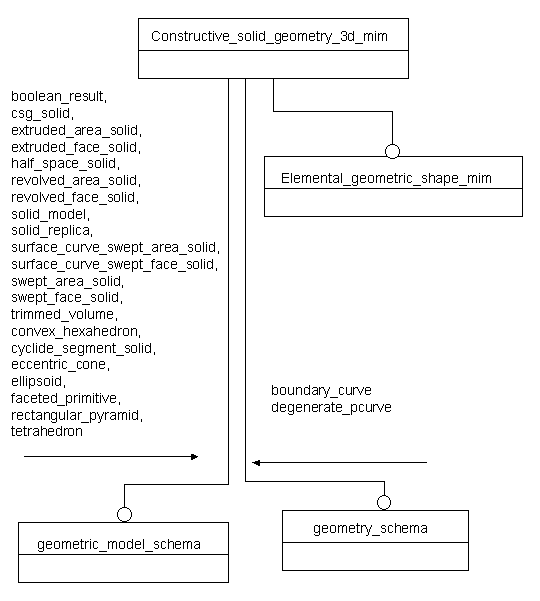 Constructive_solid_geometry_3d_mim
boolean_result,
csg_solid,
extruded_area_solid,
extruded_face_solid,
half_space_solid,
revolved_area_solid,
revolved_face_solid,
solid_model,
solid_replica,
surface_curve_swept_area_solid,
surface_curve_swept_face_solid,
swept_area_solid,
swept_face_solid,
trimmed_volume,
convex_hexahedron,
cyclide_segment_solid,
eccentric_cone,
ellipsoid,
faceted_primitive,
rectangular_pyramid,
tetrahedron
Elemental_geometric_shape_mim
boundary_curve
degenerate_pcurve
geometric_model_schema
geometry_schema